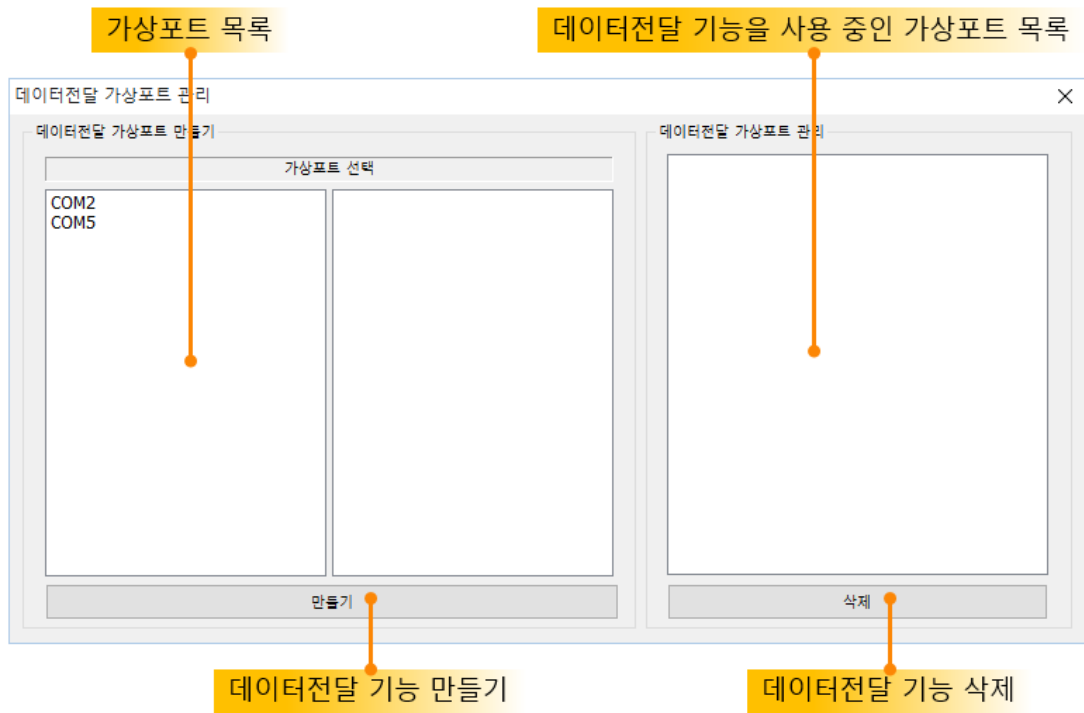 가상포트 목록
데이터전달 기능을 사용 중인 가상포트 목록
데이터전달 가상포트 관리
데이터전달 가상포트 만들기
데이터전달 가상포트 관리
가상포트 선택
COM2
COM5
만들기
삭제
데이터전달 기능 만들기
데이터전달 기능 삭제